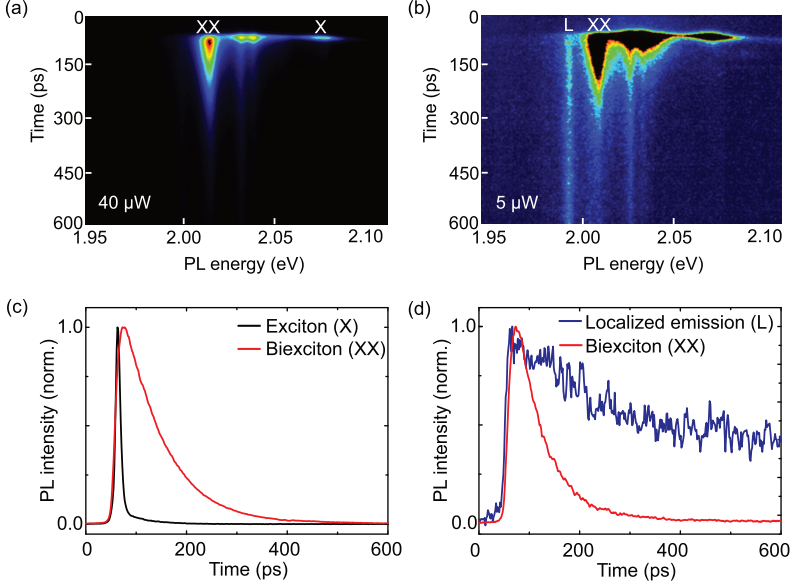 (a)
XX X
0
150
300
450
600
Time (ps)
40 µW
1.95 2.00 2.05 2.10
PL energy (eV)
(b)
L XX
0
150
300
450
600
Time (ps)
5 µW
1.95 2.00 2.05 2.10
PL energy (eV)
(c)
Exciton (X)
Biexciton (XX)
1.0
0.0
PL intensity (norm.)
0 200 400 600
Time (ps)
(d)
Localized emission (L)
Biexciton (XX)
1.0
0.0
PL intensity (norm.)
0 200 400 600
Time (ps)